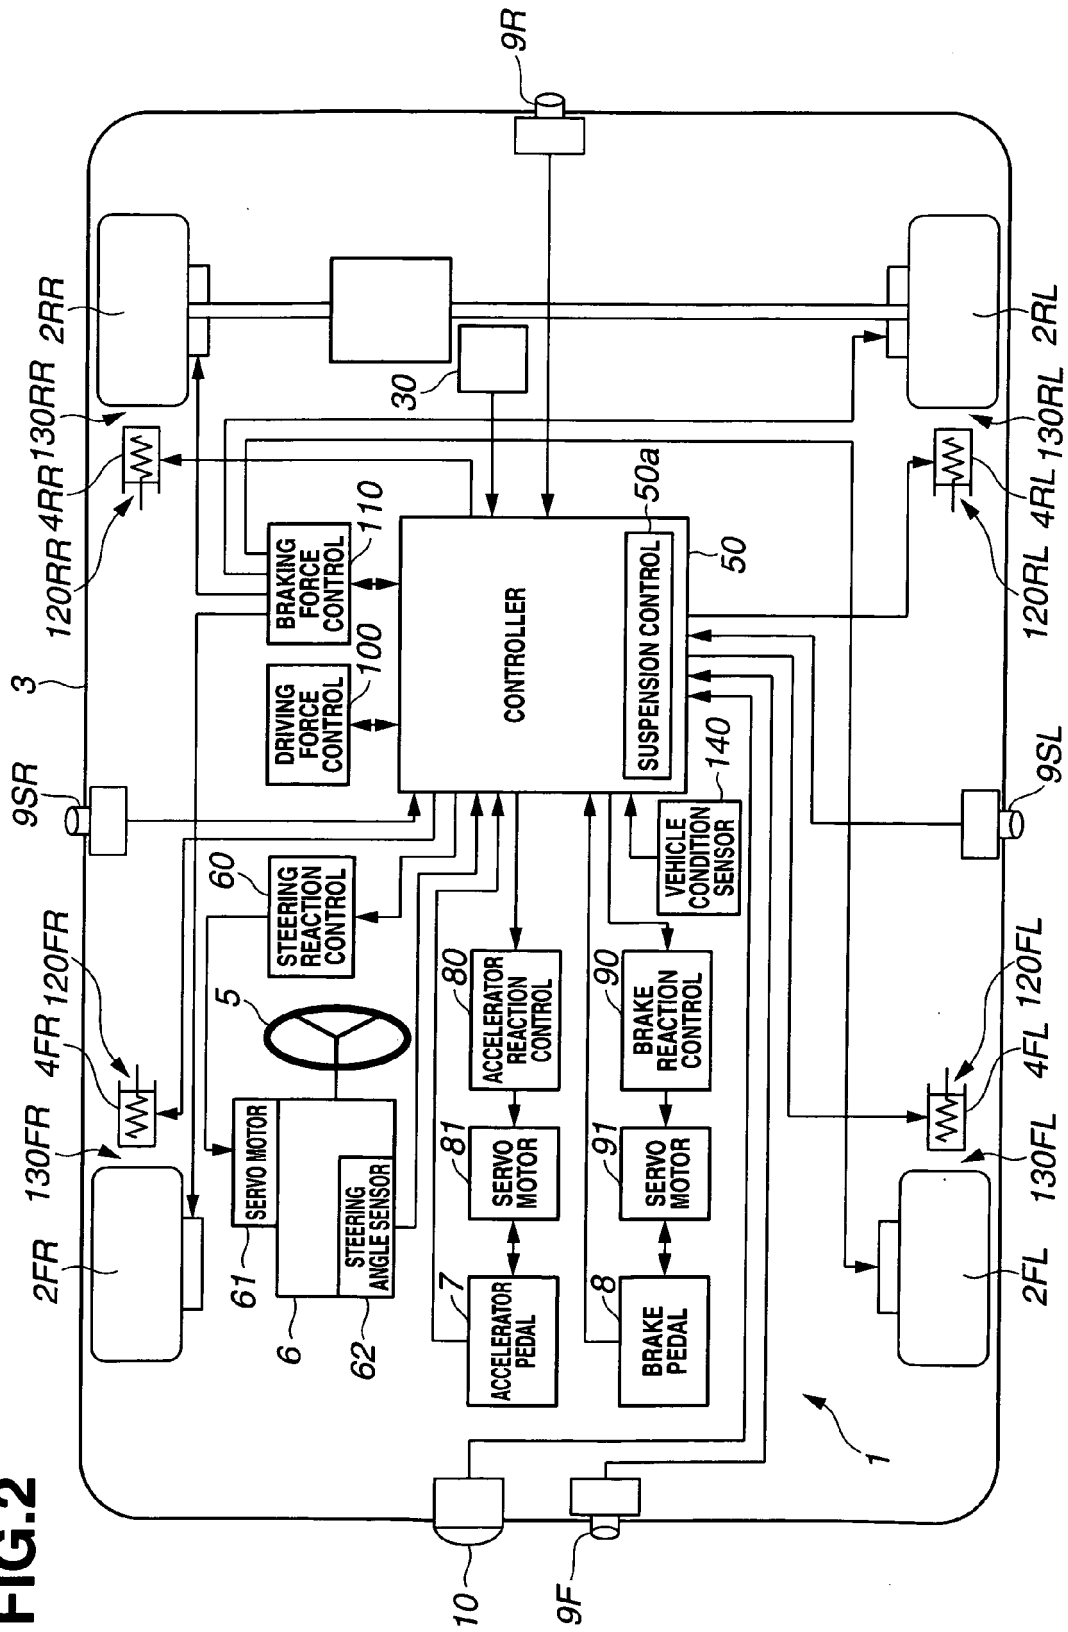 FIG.2
9R
2RR
130RR
4RR
120RR
3
9SR
120FR
4FR
130FR
2FR
30
BRAKING
FORCE
CONTROL
110
DRIVING
FORCE
CONTROL
100
CONTROLLER
SUSPENSION CONTROL
50a
50
60
STEERING
REACTION
CONTROL
5
SERVO MOTOR
61
6
STEERING
ANGLE SENSOR
62
80
ACCELERATOR
REACTION
CONTROL
81
SERVO
MOTOR
7
ACCELERATOR
PEDAL
90
BRAKE
REACTION
CONTROL
91
SERVO
MOTOR
8
BRAKE
PEDAL
VEHICLE
CONDITION
SENSOR
140
10
9F
1
2RL
130RL
4RL
120RL
9SL
120FL
4FL
130FL
2FL